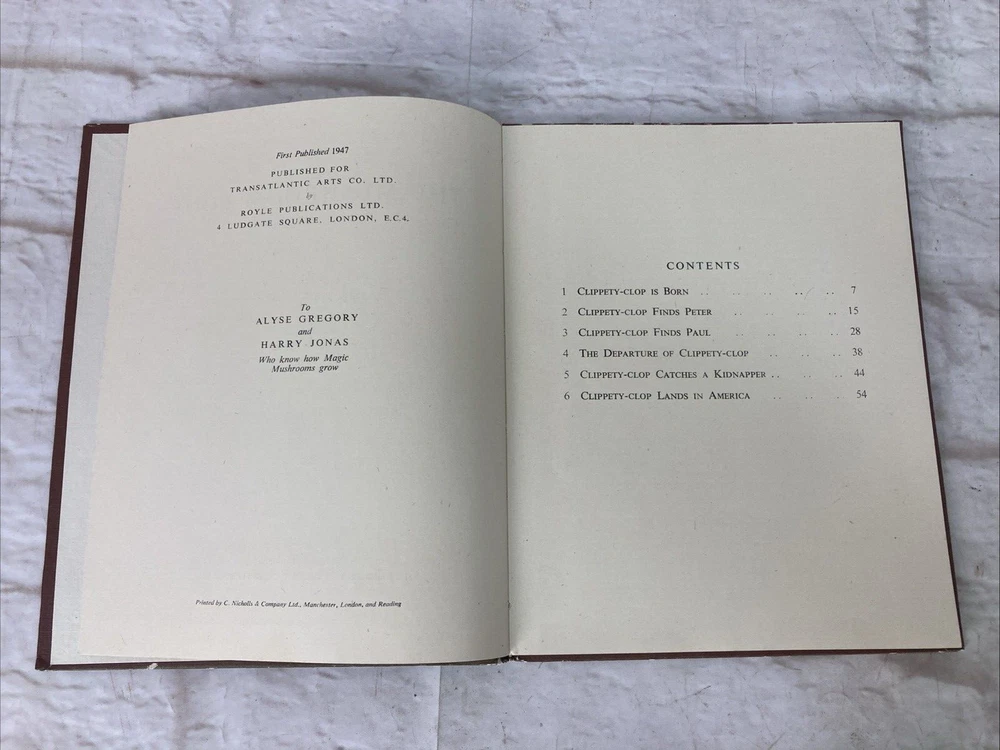 First Published 1947
PUBLISHED FOR
TRANSATLANTIC ARTS CO. LTD.
by
ROYLE PUBLICATIONS LTD.
4 LUDGATE SQUARE, LONDON, E.C.4.
To
ALYSE GREGORY
and
HARRY JONAS
Who know how Magic
Mushrooms grow
Printed by C. Nicholls & Company Ltd., Manchester, London, and Reading
CONTENTS
1 CLIPPETY-CLOP IS BORN .. .. .. .. .. 7
2 CLIPPETY-CLOP FINDS PETER .. .. .. .. 15
3 CLIPPETY-CLOP FINDS PAUL .. .. .. .. 28
4 THE DEPARTURE OF CLIPPETY-CLOP .. .. .. 38
5 CLIPPETY-CLOP CATCHES A KIDNAPPER .. .. .. 44
6 CLIPPETY-CLOP LANDS IN AMERICA .. .. .. 54